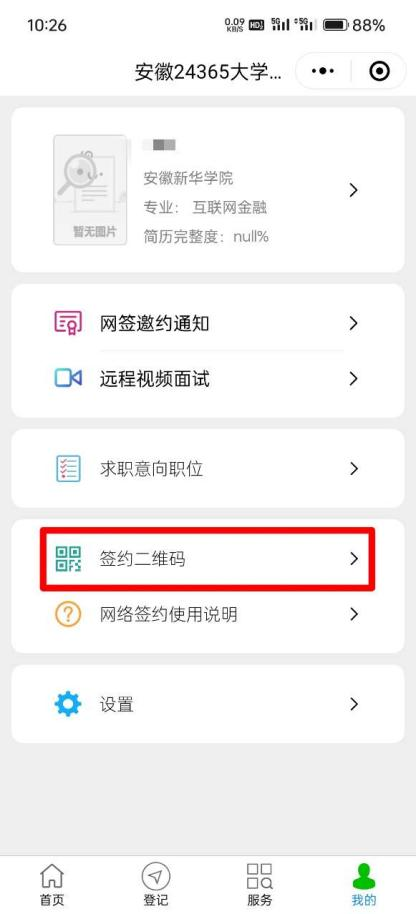 10:26
0.09 KB/S HD 5G 5G 88%
安徽24365大学...
暂无图片
安徽新华学院
专业： 互联网金融
简历完整度：null%
网签邀约通知
远程视频面试
求职意向职位
签约二维码
网络签约使用说明
设置
首页
登记
服务
我的